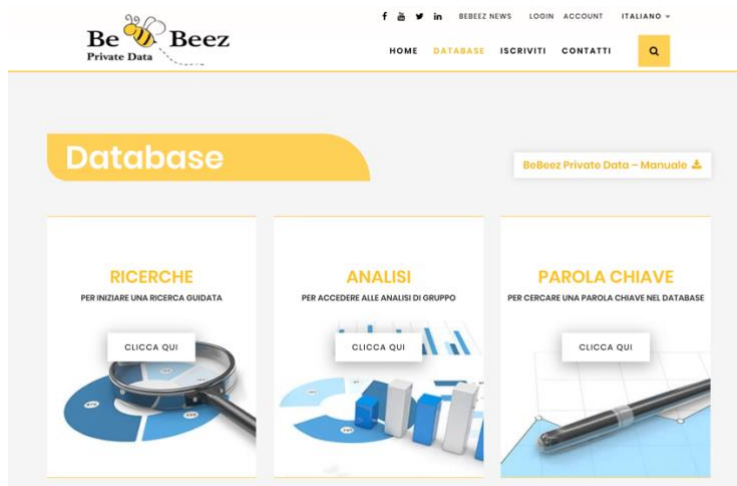 BEBEEZ NEWS LOGIN ACCOUNT ITALIANO
Be Beez
Private Data
HOME DATABASE ISCRIVITI CONTATTI
Database
BeBeez Private Data – Manuale
RICERCHE
PER INIZIARE UNA RICERCA GUIDATA
CLICCA QUI
ANALISI
PER ACCEDERE ALLE ANALISI DI GRUPPO
CLICCA QUI
PAROLA CHIAVE
PER CERCARE UNA PAROLA CHIAVE NEL DATABASE
CLICCA QUI